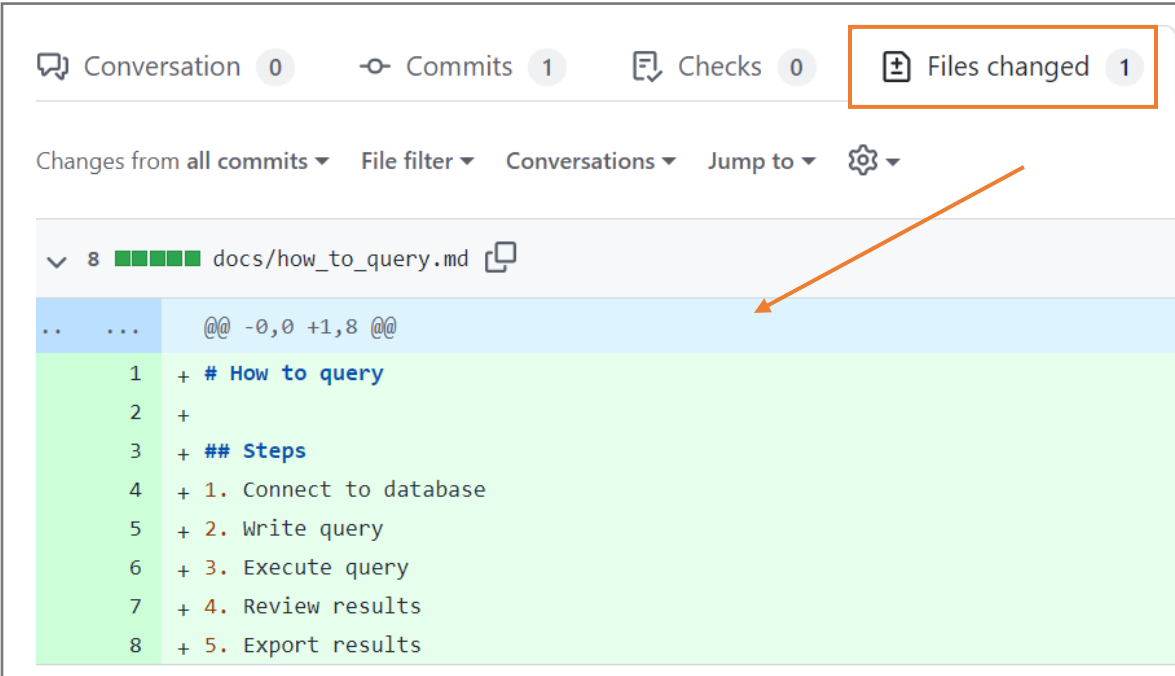 Conversation 0 Commits 1 Checks 0 Files changed 1
Changes from all commits File filter Conversations Jump to
8 docs/how_to_query.md
.. ... @@ -0,0 +1,8 @@
1 + # How to query
2 +
3 + ## Steps
4 + 1. Connect to database
5 + 2. Write query
6 + 3. Execute query
7 + 4. Review results
8 + 5. Export results